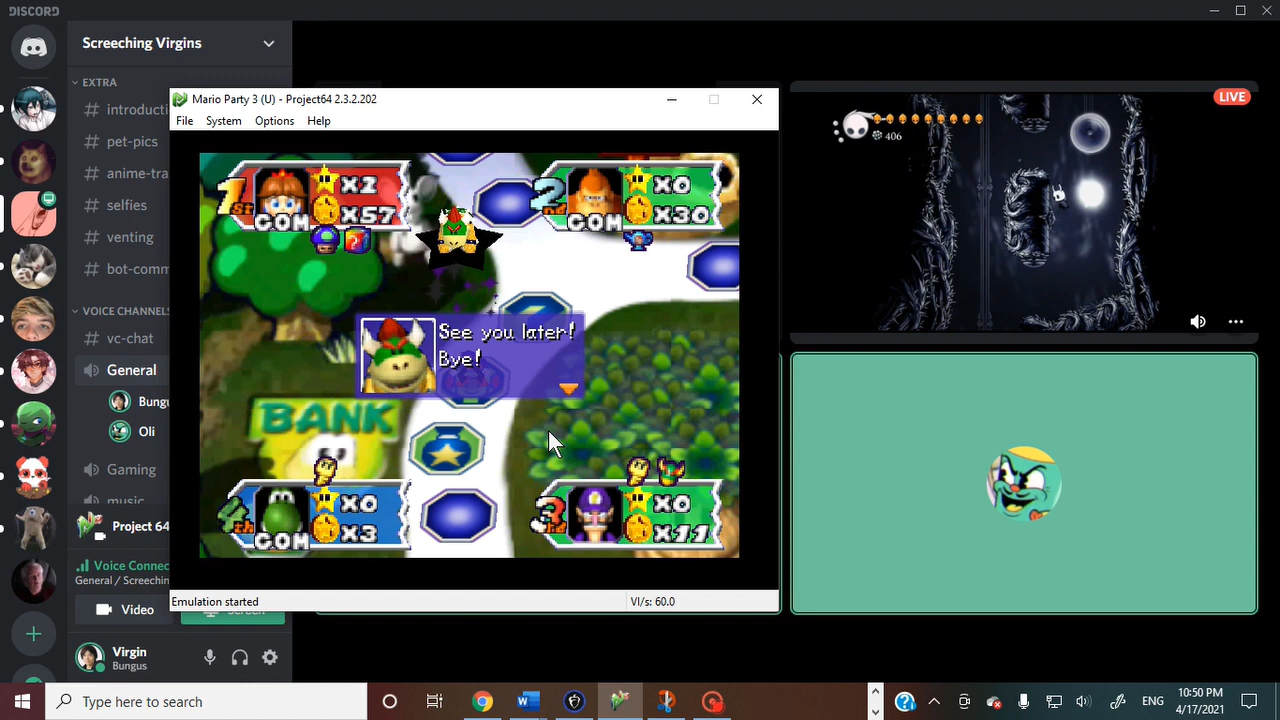 DISCORD
Screeching Virgins
EXTRA
# introducti
# pet-pics
# anime-tra
# selfies
# venting
# bot-comm
VOICE CHANNELS
# vc-chat
General
Bungu
Oli
Gaming
music
Project 64
Voice Connec
General / Screechin
Video
Screen
Virgin
Bungus
Mario Party 3 (U) - Project64 2.3.2.202
File System Options Help
1st
COM
X2
X57
2nd
COM
X0
X30
See you later!
Bye!
BANK
4th
COM
X0
X3
3rd
X0
X11
Emulation started
VI/s: 60.0
LIVE
406
Type here to search
W
ENG
10:50 PM
4/17/2021